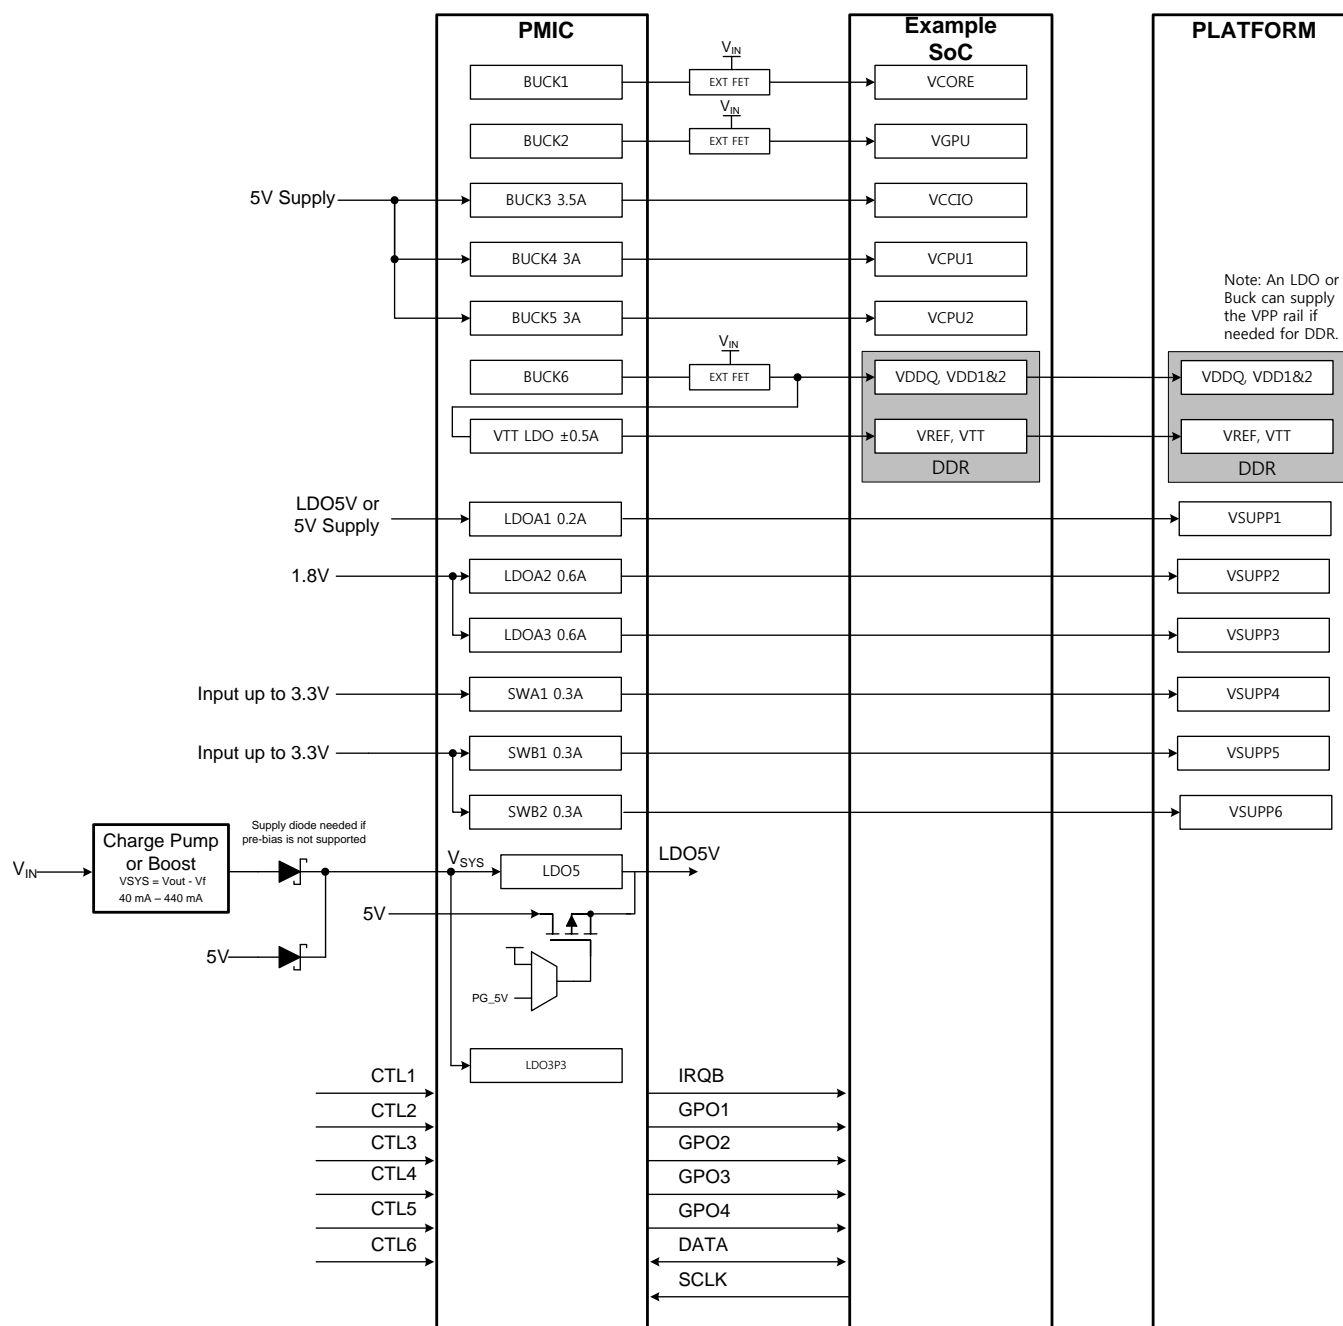 PMIC
Example
SoC
PLATFORM
VIN
BUCK1
EXT FET
VCORE
VIN
BUCK2
EXT FET
VGPU
5V Supply
BUCK3 3.5A
VCCIO
BUCK4 3A
VCPU1
Note: An LDO or
Buck can supply
the VPP rail if
needed for DDR.
BUCK5 3A
VCPU2
VIN
BUCK6
EXT FET
VDDQ, VDD1&2
VDDQ, VDD1&2
VTT LDO ±0.5A
VREF, VTT
VREF, VTT
DDR
DDR
LDO5V or
5V Supply
LDOA1 0.2A
VSUPP1
1.8V
LDOA2 0.6A
VSUPP2
LDOA3 0.6A
VSUPP3
Input up to 3.3V
SWA1 0.3A
VSUPP4
Input up to 3.3V
SWB1 0.3A
VSUPP5
SWB2 0.3A
VSUPP6
VIN
Charge Pump
or Boost
VSYS = Vout - Vf
40 mA – 440 mA
Supply diode needed if
pre-bias is not supported
VSYS
LDO5
LDO5V
5V
5V
PG_5V
LDO3P3
CTL1
IRQB
CTL2
GPO1
CTL3
GPO2
CTL4
GPO3
CTL5
GPO4
CTL6
DATA
SCLK